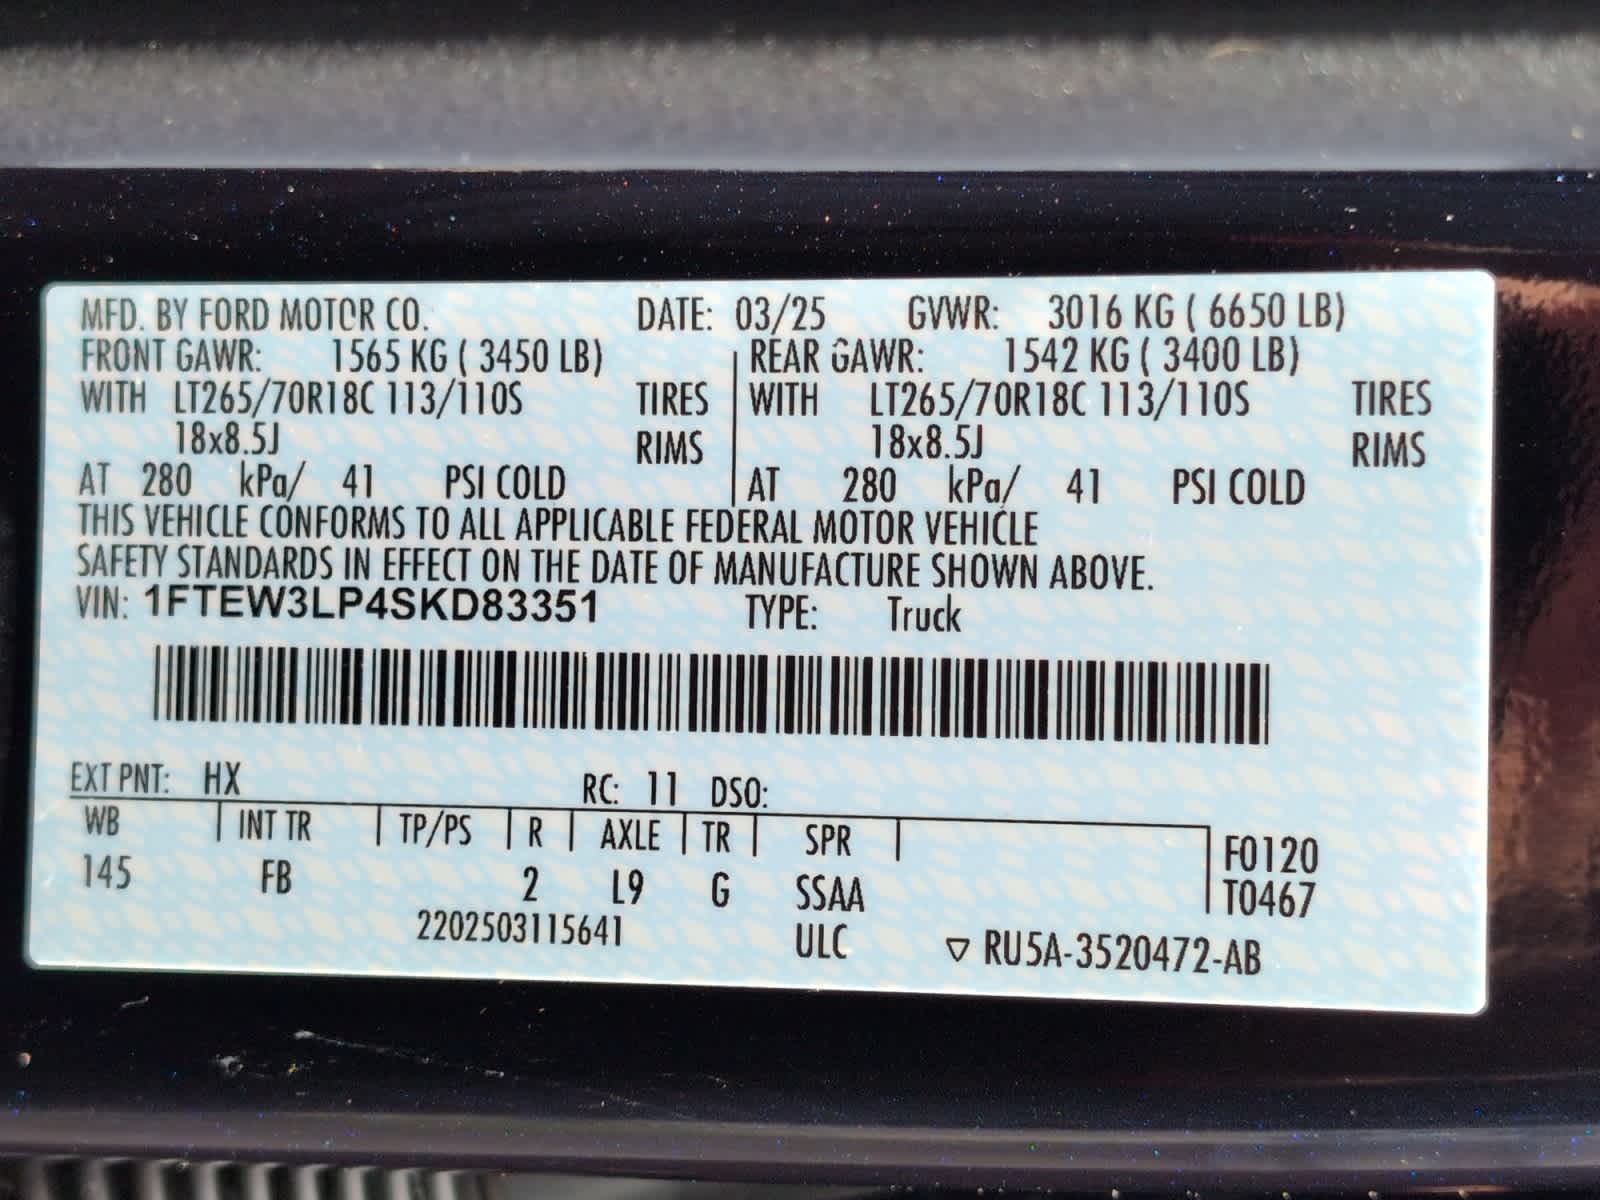 MFD. BY FORD MOTOR CO. DATE: 03/25 GVWR: 3016 KG ( 6650 LB)
FRONT GAWR: 1565 KG ( 3450 LB) REAR GAWR: 1542 KG ( 3400 LB)
WITH LT265/70R18C 113/110S TIRES WITH LT265/70R18C 113/110S TIRES
18x8.5J RIMS 18x8.5J RIMS
AT 280 kPa/ 41 PSI COLD AT 280 kPa/ 41 PSI COLD
THIS VEHICLE CONFORMS TO ALL APPLICABLE FEDERAL MOTOR VEHICLE
SAFETY STANDARDS IN EFFECT ON THE DATE OF MANUFACTURE SHOWN ABOVE.
VIN: 1FTEW3LP4SKD83351 TYPE: Truck
EXT PNT: HX RC: 11 DSO:
WB INT TR TP/PS R AXLE TR SPR F0120
145 FB 2 L9 G SSAA T0467
2202503115641 ULC ▽ RU5A-3520472-AB